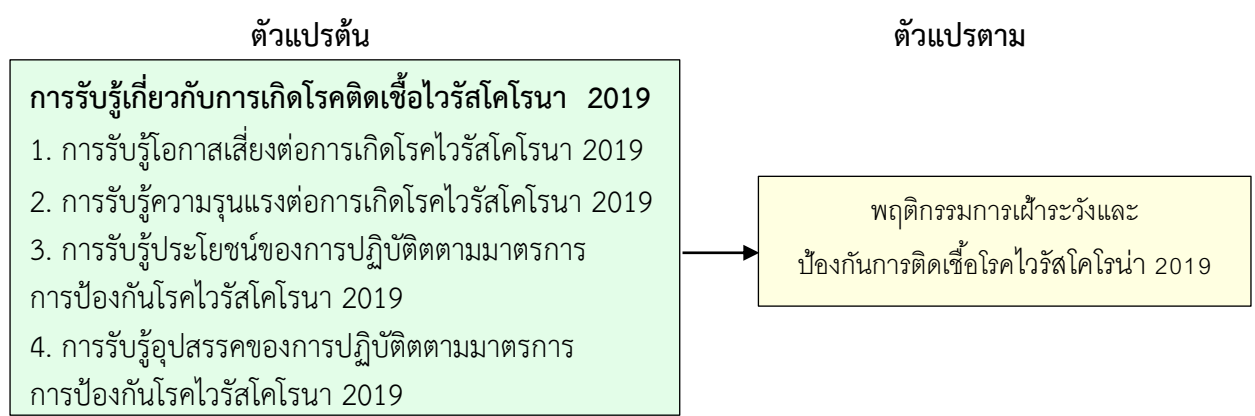 ตัวแปรต้น
ตัวแปรตาม
การรับรู้เกี่ยวกับการเกิดโรคติดเชื้อไวรัสโคโรนา 2019
1. การรับรู้โอกาสเสี่ยงต่อการเกิดโรคไวรัสโคโรนา 2019
2. การรับรู้ความรุนแรงต่อการเกิดโรคไวรัสโคโรนา 2019
3. การรับรู้ประโยชน์ของการปฏิบัติตตามมาตรการ
การป้องกันโรคไวรัสโคโรนา 2019
4. การรับรู้อุปสรรคของการปฏิบัติตตามมาตรการ
การป้องกันโรคไวรัสโคโรนา 2019
พฤติกรรมการเฝ้าระวังและ
ป้องกันการติดเชื้อโรคไวรัสโคโรน่า 2019